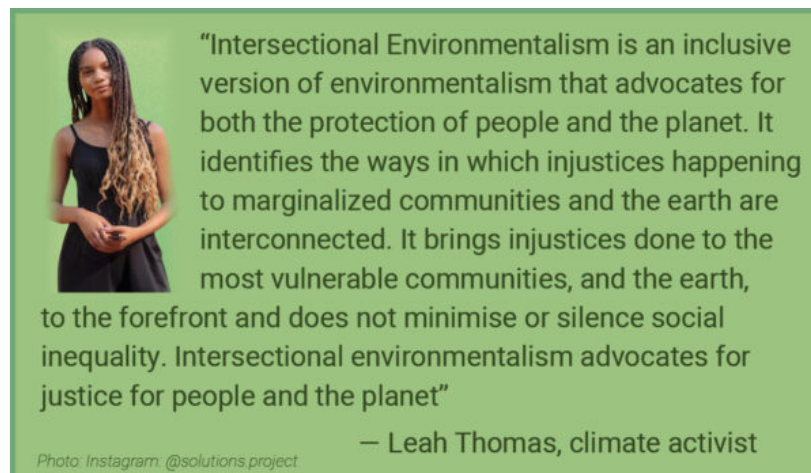 “Intersectional Environmentalism is an inclusive
version of environmentalism that advocates for
both the protection of people and the planet. It
identifies the ways in which injustices happening
to marginalized communities and the earth are
interconnected. It brings injustices done to the
most vulnerable communities, and the earth,
to the forefront and does not minimise or silence social
inequality. Intersectional environmentalism advocates for
justice for people and the planet”
— Leah Thomas, climate activist
Photo: Instagram: @solutions.project